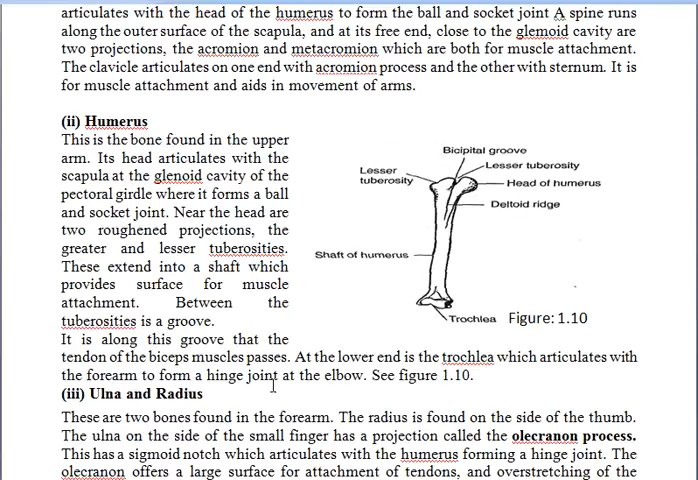 articulates with the head of the humerus to form the ball and socket joint A spine runs
along the outer surface of the scapula, and at its free end, close to the glemoid cavity are
two projections, the acromion and metacromion which are both for muscle attachment.
The clavicle articulates on one end with acromion process and the other with sternum. It is
for muscle attachment and aids in movement of arms.
(ii) Humerus
This is the bone found in the upper
arm. Its head articulates with the
scapula at the glenoid cavity of the
pectoral girdle where it forms a ball
and socket joint. Near the head are
two roughened projections, the
greater and lesser tuberosities.
These extend into a shaft which
provides surface for muscle
attachment. Between the
tuberosities is a groove.
It is along this groove that the
Bicipital groove
Lesser tuberosity
Lesser
tuberosity
Head of humerus
Deltoid ridge
Shaft of humerus
Trochlea
Figure: 1.10
tendon of the biceps muscles passes. At the lower end is the trochlea which articulates with
the forearm to form a hinge joint at the elbow. See figure 1.10.
(iii) Ulna and Radius
These are two bones found in the forearm. The radius is found on the side of the thumb.
The ulna on the side of the small finger has a projection called the olecranon process.
This has a sigmoid notch which articulates with the humerus forming a hinge joint. The
olecranon offers a large surface for attachment of tendons, and overstretching of the